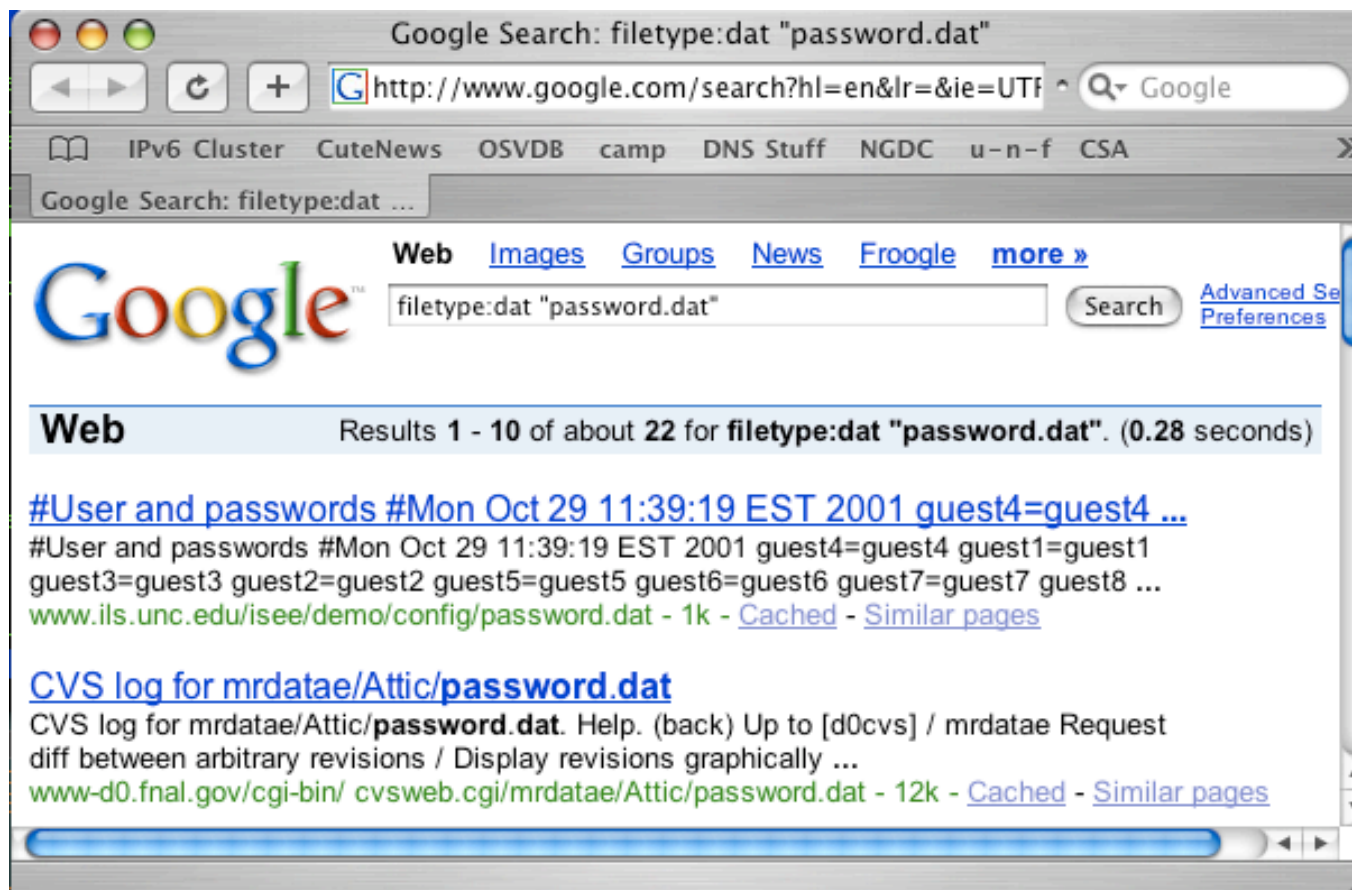 Google Search: filetype:dat "password.dat"
http://www.google.com/search?hl=en&lr=&ie=UTF
Google
IPv6 Cluster CuteNews OSVDB camp DNS Stuff NGDC u-n-f CSA
Google Search: filetype:dat ...
Google™
Web Images Groups News Froogle more »
filetype:dat "password.dat"
Search
Advanced Se
Preferences
Web Results 1 - 10 of about 22 for filetype:dat "password.dat". (0.28 seconds)
#User and passwords #Mon Oct 29 11:39:19 EST 2001 guest4=guest4 ...
#User and passwords #Mon Oct 29 11:39:19 EST 2001 guest4=guest4 guest1=guest1
guest3=guest3 guest2=guest2 guest5=guest5 guest6=guest6 guest7=guest7 guest8 ...
www.ils.unc.edu/isee/demo/config/password.dat - 1k - Cached - Similar pages
CVS log for mrdatae/Attic/password.dat
CVS log for mrdatae/Attic/password.dat. Help. (back) Up to [d0cvs] / mrdatae Request
diff between arbitrary revisions / Display revisions graphically ...
www-d0.fnal.gov/cgi-bin/ cvsweb.cgi/mrdatae/Attic/password.dat - 12k - Cached - Similar pages